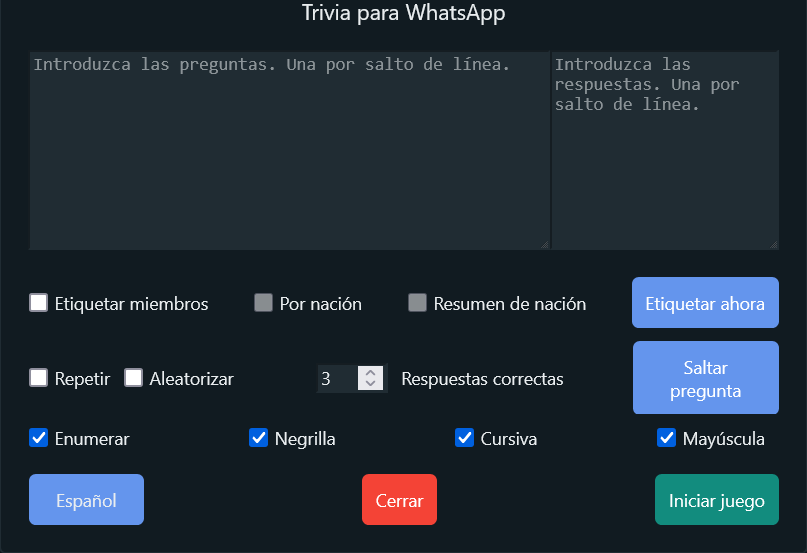 Trivia para WhatsApp
Introduzca las preguntas. Una por salto de línea.
Introduzca las
respuestas. Una por
salto de línea.
Etiquetar miembros
Por nación
Resumen de nación
Etiquetar ahora
Repetir
Aleatorizar
3
Respuestas correctas
Saltar
pregunta
Enumerar
Negrilla
Cursiva
Mayúscula
Español
Cerrar
Iniciar juego